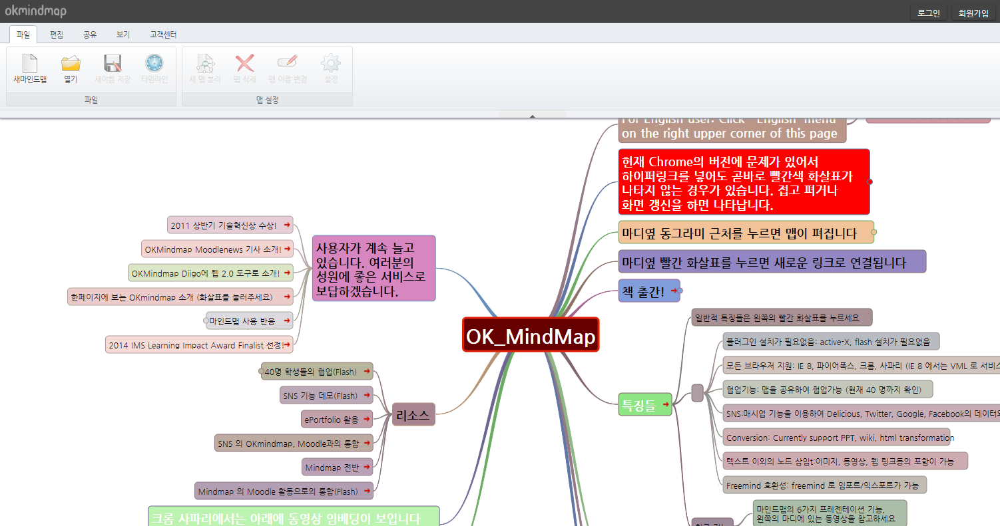 okmindmap
로그인
회원가입
파일
편집
공유
보기
고객센터
새마인드맵
열기
새이름 저장
타임라인
새 맵 분리
맵 삭제
맵 이름 변경
설정
파일
맵 설정
For English user: Click "English" menu
on the right upper corner of this page
현재 Chrome의 버전에 문제가 있어서
하이퍼링크를 넣어도 곧바로 빨간색 화살표가
나타지 않는 경우가 있습니다. 접고 펴거나
화면 갱신을 하면 나타납니다.
마디옆 동그라미 근처를 누르면 맵이 펴집니다
마디옆 빨간 화살표를 누르면 새로운 링크로 연결됩니다
책 출간!
2011 상반기 기술혁신상 수상!
OKMindmap Moodlenews 기사 소개!
OKMindmap Diigo에 웹 2.0 도구로 소개!
한페이지에 보는 OKmindmap 소개 (화살표를 눌러주세요)
마인드맵 사용 반응
2014 IMS Learning Impact Award Finalist 선정!
사용자가 계속 늘고
있습니다. 여러분의
성원에 좋은 서비스로
보답하겠습니다.
OK_MindMap
40명 학생들의 협업(Flash)
SNS 기능 데모(Flash)
ePortfolio 활용
SNS 의 OKmindmap, Moodle과의 통합
Mindmap 전반
Mindmap 의 Moodle 활동으로의 통합(Flash)
리소스
크롬 사파리에서는 아래에 동영상 임베딩이 보입니다
특징들
일반적 특징들은 왼쪽의 빨간 화살표를 누르세요
플러그인 설치가 필요없음: active-X, flash 설치가 필요없음
모든 브라우저 지원: IE 8, 파이어폭스, 크롬, 사파리 (IE 8 에서는 VML 로 서비스
협업기능: 맵을 공유하여 협업가능 (현재 40 명까지 확인)
SNS:매시업 기능을 이용하여 Delicious, Twitter, Google, Facebook의 데이터와
Conversion: Currently support PPT, wiki, html transformation
텍스트 이외의 노드 삽입t:이미지, 동영상, 웹 링크등의 포함이 가능
Freemind 호환성: freemind 로 임포트/익스포트가 가능
마인드맵의 6가지 프레젠테이션 기능,
왼쪽의 마디에 있는 동영상을 참고하세요